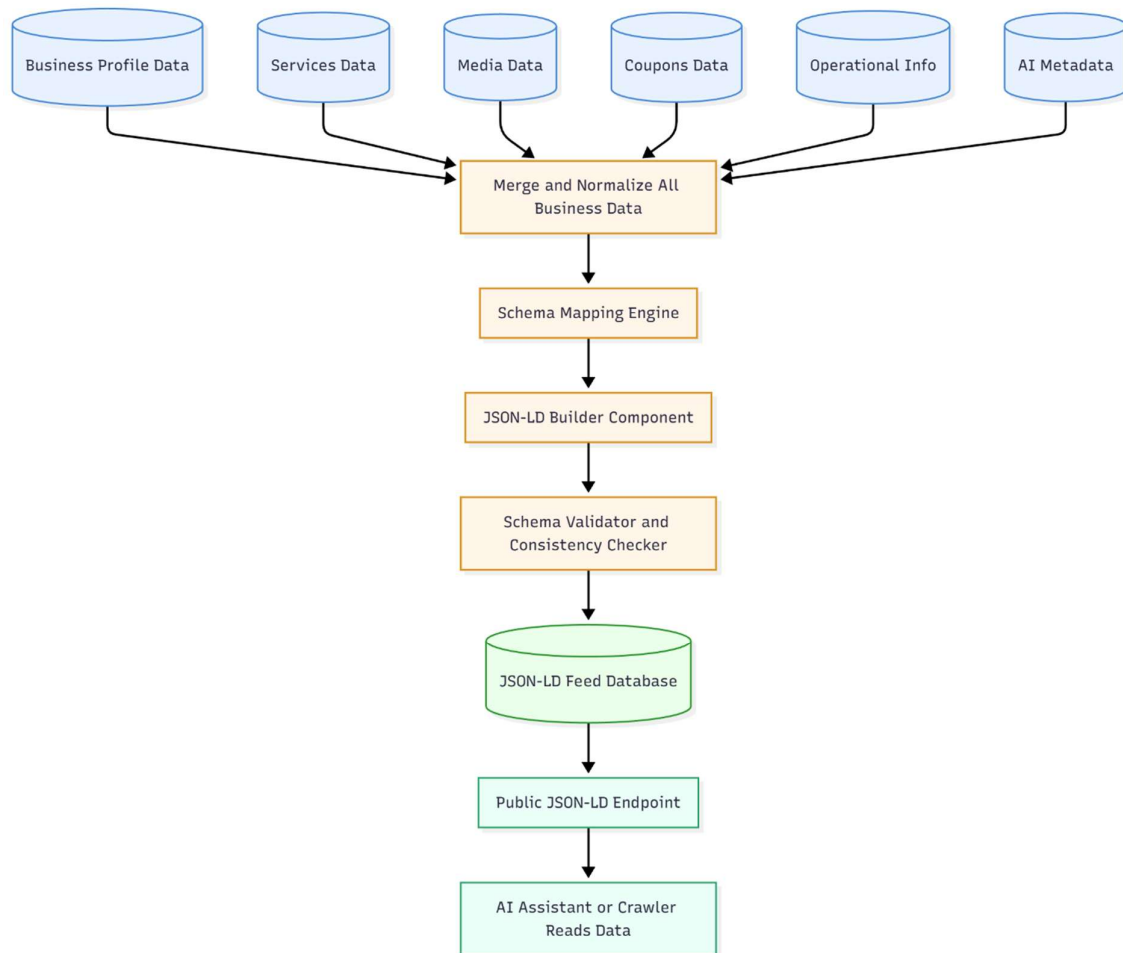 Business Profile Data
Services Data
Media Data
Coupons Data
Operational Info
AI Metadata
Merge and Normalize All
Business Data
Schema Mapping Engine
JSON-LD Builder Component
Schema Validator and
Consistency Checker
JSON-LD Feed Database
Public JSON-LD Endpoint
AI Assistant or Crawler
Reads Data